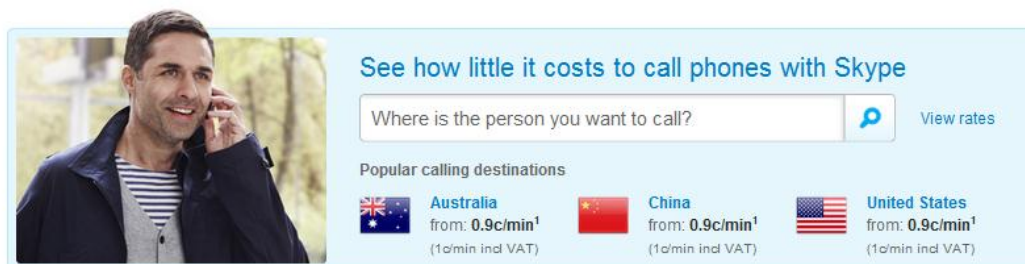 See how little it costs to call phones with Skype
Where is the person you want to call?
View rates
Popular calling destinations
Australia
from: 0.9c/min¹
(1c/min incl VAT)
China
from: 0.9c/min¹
(1c/min incl VAT)
United States
from: 0.9c/min¹
(1c/min incl VAT)